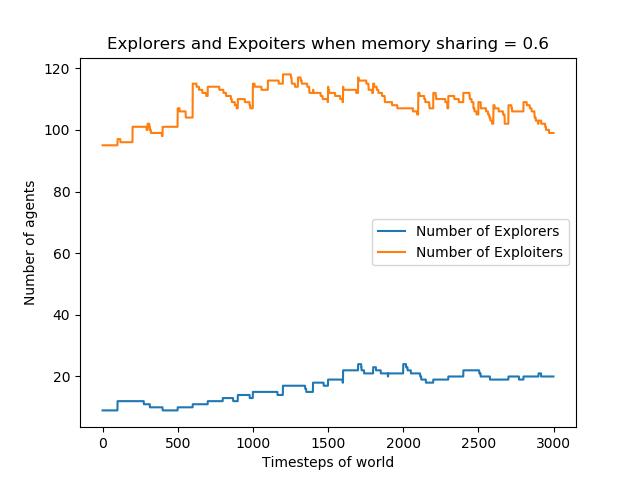 Explorers and Expoiters when memory sharing = 0.6
120
100
80
60
40
20
Number of agents
Number of Explorers
Number of Exploiters
0 500 1000 1500 2000 2500 3000
Timesteps of world